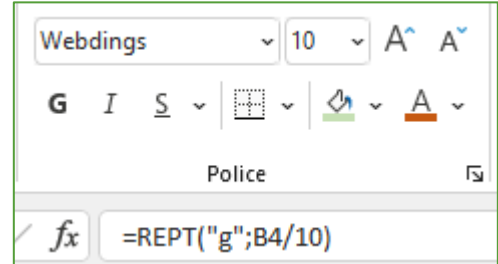 Webdings 10 A A
G I S A
Police
fx =REPT("g";B4/10)